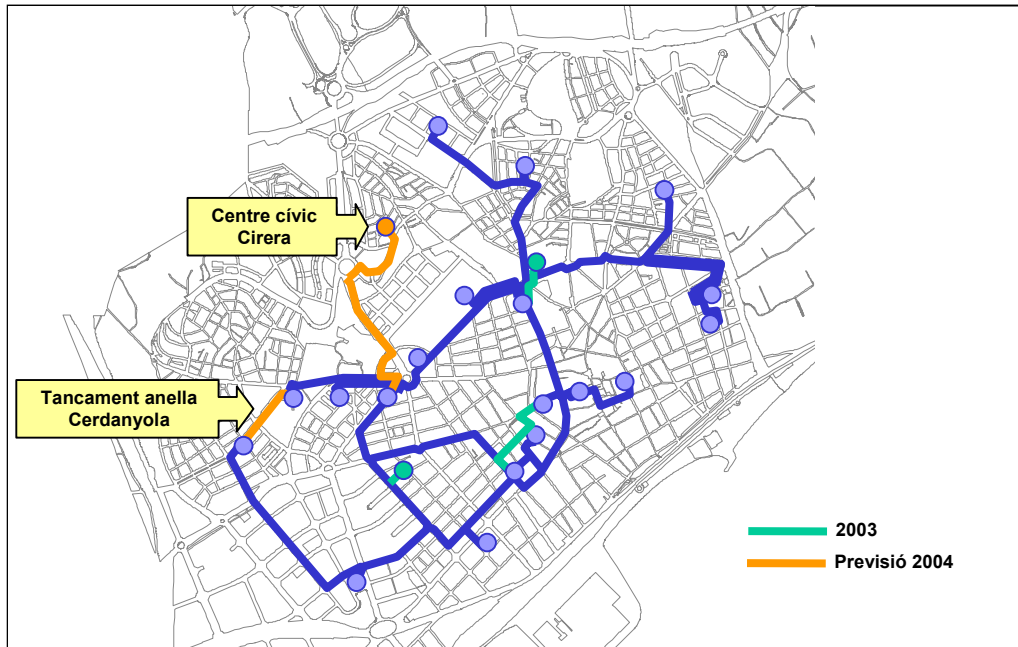 Centre cívic
Cirera
Tancament anella
Cerdanyola
2003
Previsió 2004